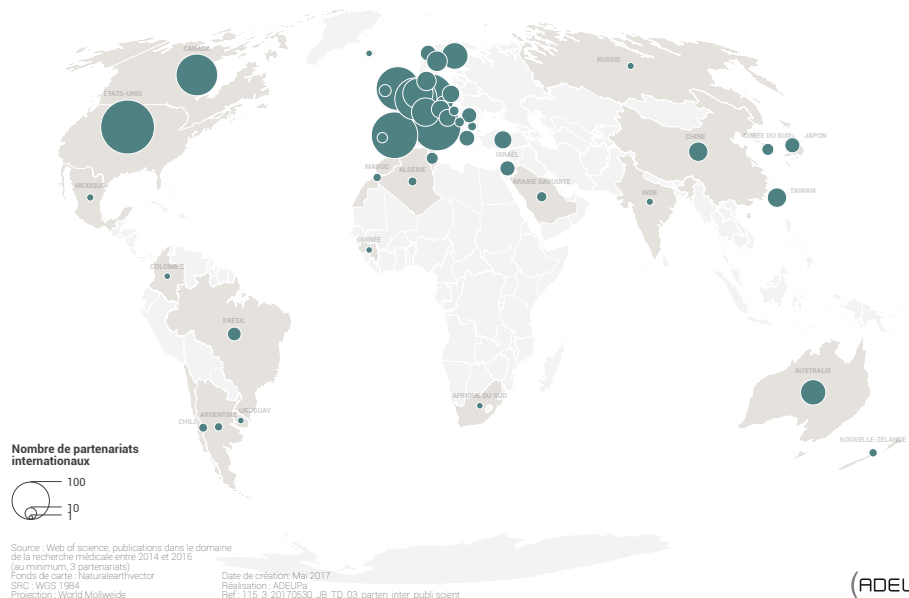 CANADA
RUSSIE
ÉTATS-UNIS
CHINE
CORÉE DU SUD
JAPON
ISRAËL
MAROC
ALGÉRIE
ARABIE SAOUDITE
MEXIQUE
INDE
TAIWAN
GUINÉE
COLOMBIE
BRÉSIL
AUSTRALIE
AFRIQUE DU SUD
CHILI
ARGENTINE
URUGUAY
NOUVELLE-ZÉLANDE
Nombre de partenariats
internationaux
100
10
1
Source : Web of science, publications dans le domaine
de la recherche médicale entre 2014 et 2016
(au minimum, 3 partenariats)
Fonds de carte : Naturalearthvector
SRC : WGS 1984
Projection : World Mollweide
Date de création: Mai 2017
Réalisation : ADEUPa
Ref : 115_3_20170530_JB_TD_03_parten_inter_publi scient
(ADEU